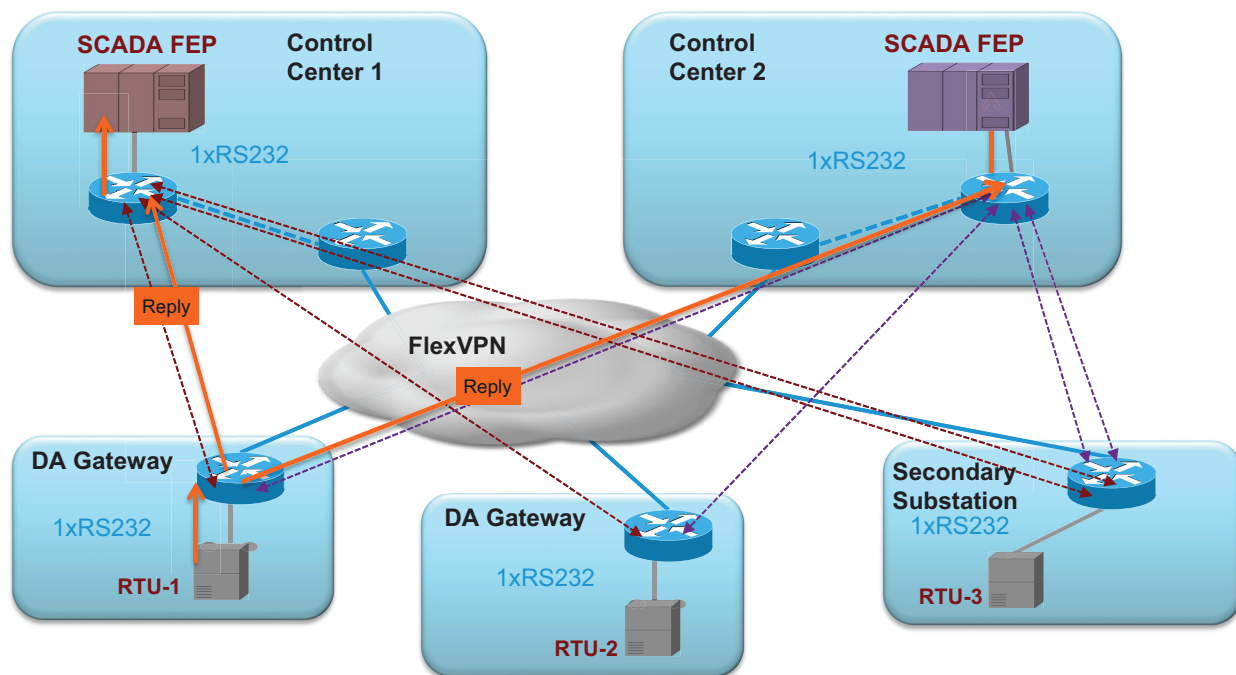 SCADA FEP
Control
Center 1
1xRS232
Control
Center 2
SCADA FEP
1xRS232
Reply
FlexVPN
Reply
DA Gateway
1xRS232
RTU-1
DA Gateway
1xRS232
RTU-2
Secondary
Substation
1xRS232
RTU-3